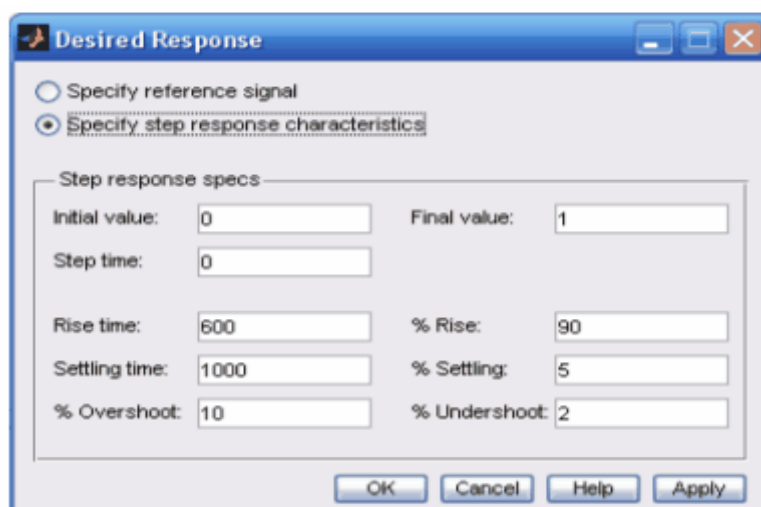 Desired Response
Specify reference signal
Specify step response characteristics
Step response specs
Initial value: 0 Final value: 1
Step time: 0
Rise time: 600 % Rise: 90
Settling time: 1000 % Settling: 5
% Overshoot: 10 % Undershoot: 2
OK Cancel Help Apply